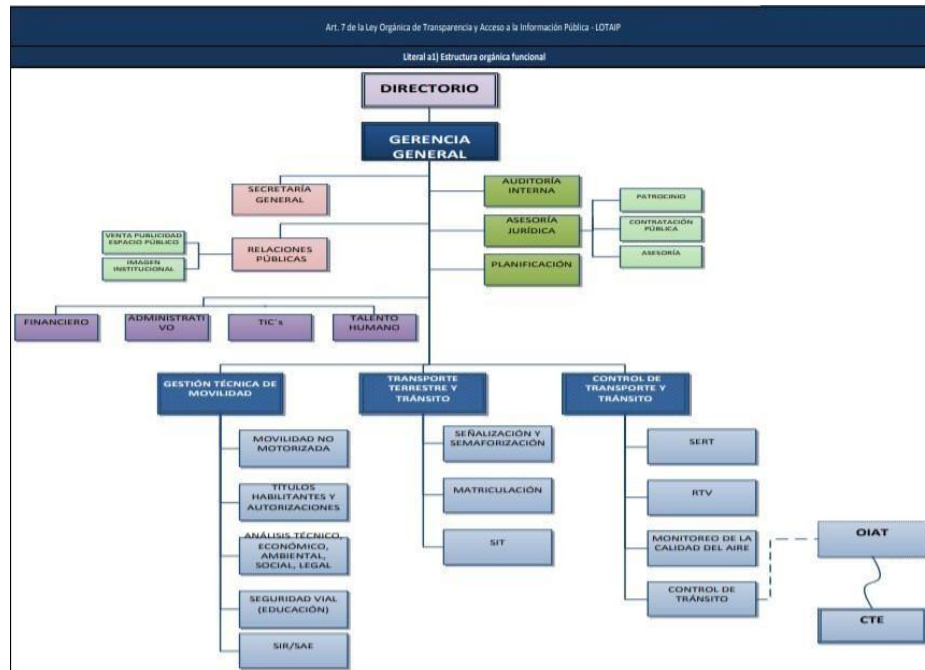 Art. 7 de la Ley Orgánica de Transparencia y Acceso a la Información Pública - LOTAIP
Literal a1) Estructura orgánica funcional
DIRECTORIO
GERENCIA
GENERAL
SECRETARÍA
GENERAL
AUDITORÍA
INTERNA
ASESORÍA
JURÍDICA
PLANIFICACIÓN
PATROCINIO
CONTRATACIÓN
PÚBLICA
ASESORÍA
VENTA PUBLICIDAD
ESPACIO PÚBLICO
IMAGEN
INSTITUCIONAL
RELACIONES
PÚBLICAS
FINANCIERO
ADMINISTRATI
VO
TIC´s
TALENTO
HUMANO
GESTIÓN TÉCNICA DE
MOVILIDAD
MOVILIDAD NO
MOTORIZADA
TÍTULOS
HABILITANTES Y
AUTORIZACIONES
ANÁLISIS TÉCNICO,
ECONÓMICO,
AMBIENTAL,
SOCIAL, LEGAL
SEGURIDAD VIAL
(EDUCACIÓN)
SIR/SAE
TRANSPORTE
TERRESTRE Y
TRÁNSITO
SEÑALIZACIÓN Y
SEMAFORIZACIÓN
MATRICULACIÓN
SIT
CONTROL DE
TRANSPORTE Y
TRÁNSITO
SERT
RTV
MONITOREO DE LA
CALIDAD DEL AIRE
CONTROL DE
TRÁNSITO
OIAT
CTE